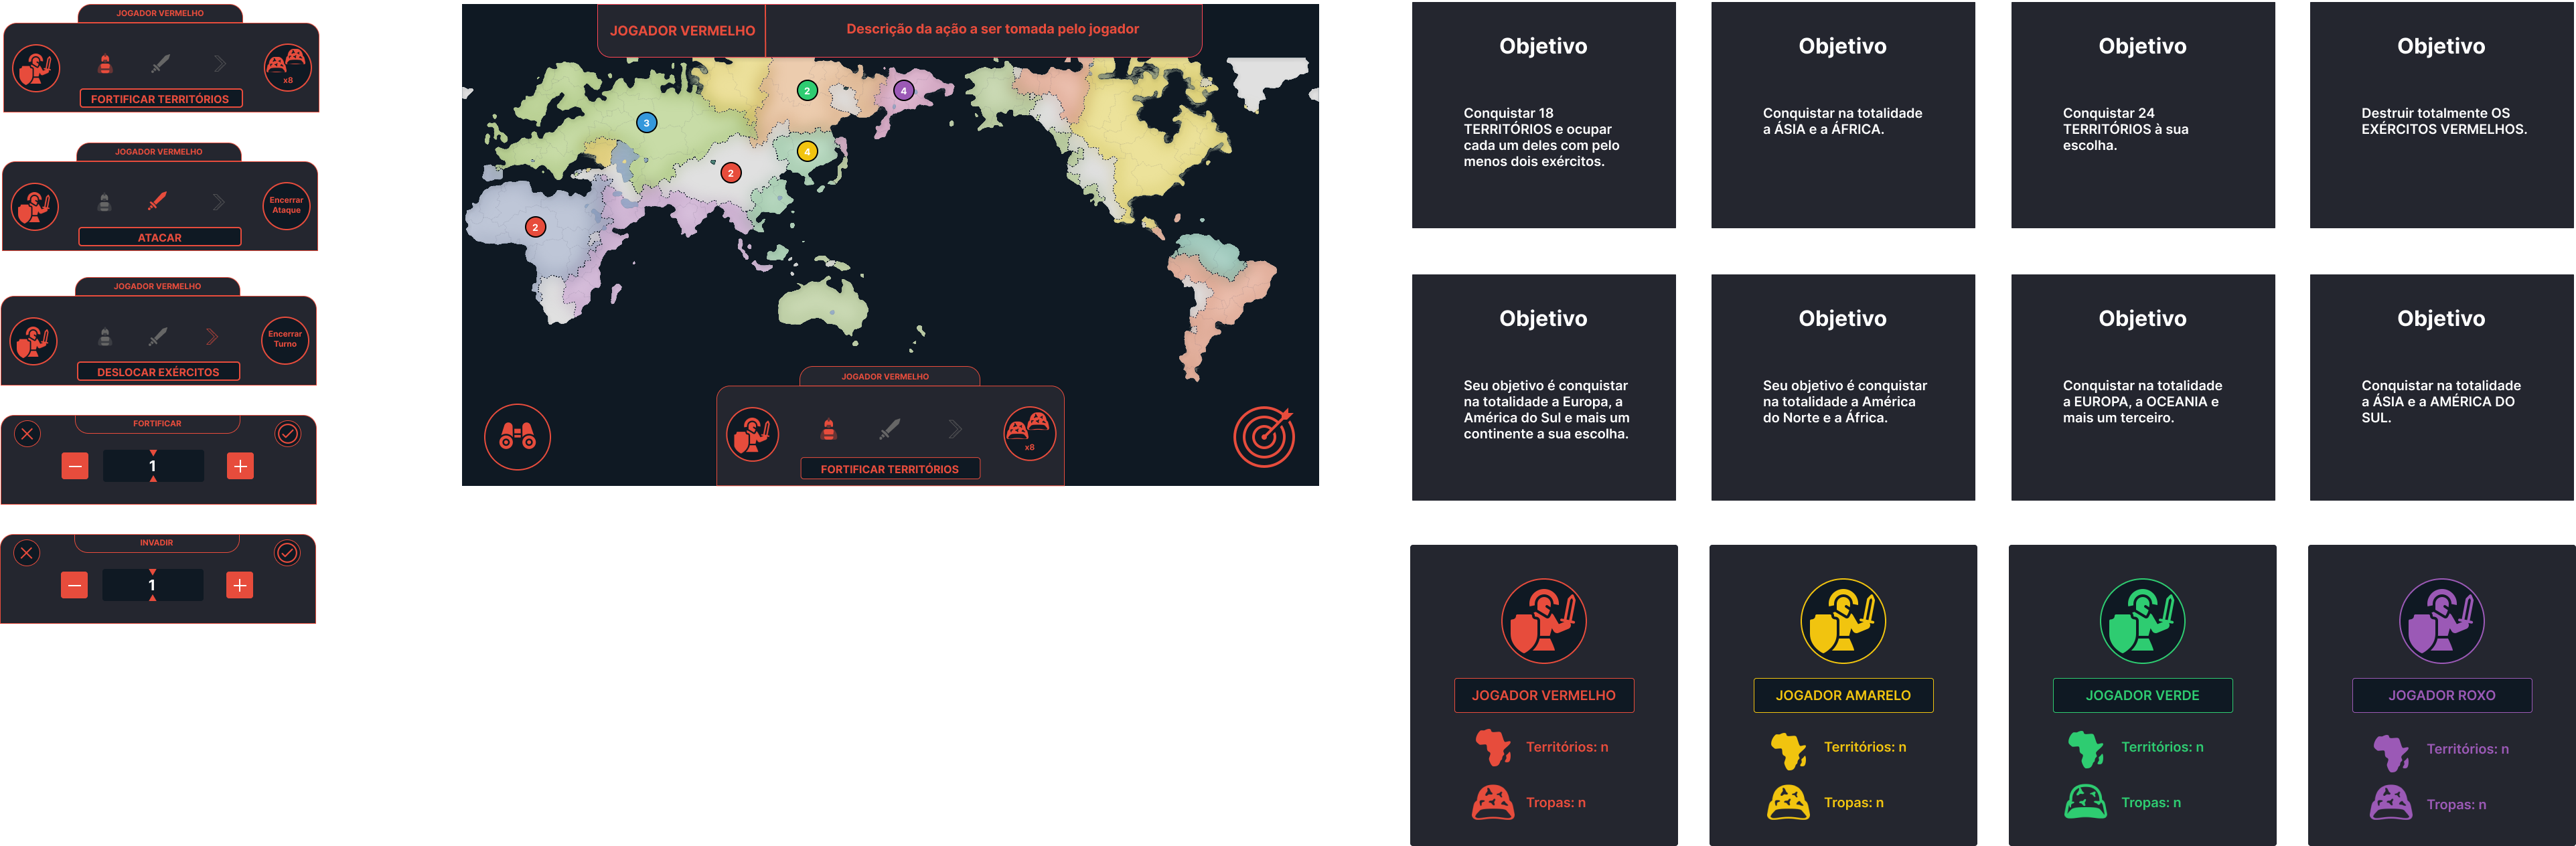 JOGADOR VERMELHO
x8
FORTIFICAR TERRITÓRIOS
JOGADOR VERMELHO
Encerrar
Ataque
ATACAR
JOGADOR VERMELHO
Encerrar
Turno
DESLOCAR EXÉRCITOS
FORTIFICAR
1
INVADIR
1
JOGADOR VERMELHO
Descrição da ação a ser tomada pelo jogador
2
4
3
4
2
2
JOGADOR VERMELHO
x8
FORTIFICAR TERRITÓRIOS
Objetivo
Conquistar 18
TERRITÓRIOS e ocupar
cada um deles com pelo
menos dois exércitos.
Objetivo
Conquistar na totalidade
a ÁSIA e a ÁFRICA.
Objetivo
Conquistar 24
TERRITÓRIOS à sua
escolha.
Objetivo
Destruir totalmente OS
EXÉRCITOS VERMELHOS.
Objetivo
Seu objetivo é conquistar
na totalidade a Europa, a
América do Sul e mais um
continente a sua escolha.
Objetivo
Seu objetivo é conquistar
na totalidade a América
do Norte e a África.
Objetivo
Conquistar na totalidade
a EUROPA, a OCEANIA e
mais um terceiro.
Objetivo
Conquistar na totalidade
a ÁSIA e a AMÉRICA DO
SUL.
JOGADOR VERMELHO
Territórios: n
Tropas: n
JOGADOR AMARELO
Territórios: n
Tropas: n
JOGADOR VERDE
Territórios: n
Tropas: n
JOGADOR ROXO
Territórios: n
Tropas: n